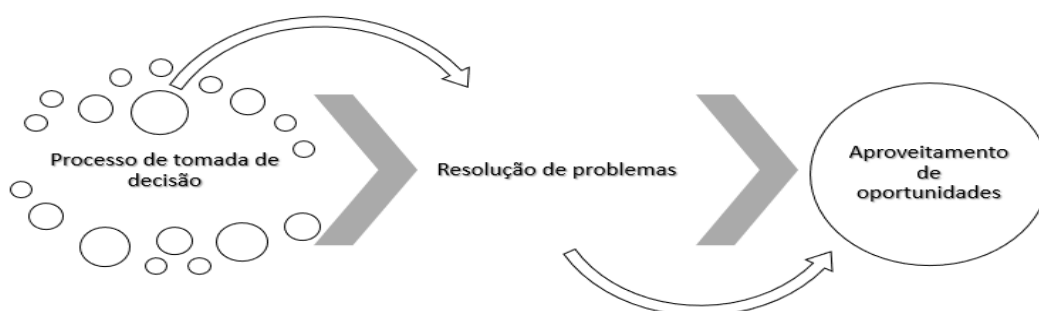 Processo de tomada de
decisão
Resolução de problemas
Aproveitamento
de
oportunidades